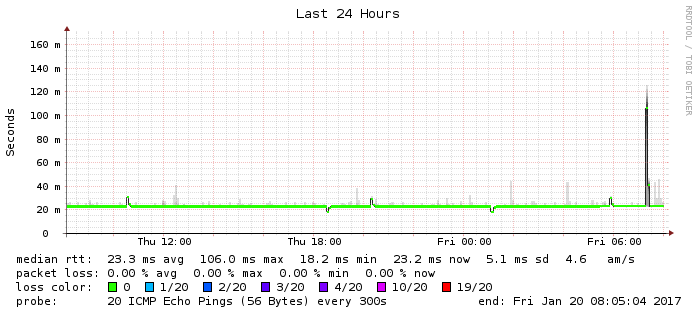 Last 24 Hours
RRDTOOL / TOBI OETIKER
Seconds
160 m
140 m
120 m
100 m
80 m
60 m
40 m
20 m
0
Thu 12:00 Thu 18:00 Fri 00:00 Fri 06:00
median rtt: 23.3 ms avg 106.0 ms max 18.2 ms min 23.2 ms now 5.1 ms sd 4.6 am/s
packet loss: 0.00 % avg 0.00 % max 0.00 % min 0.00 % now
loss color: 0 1/20 2/20 3/20 4/20 10/20 19/20
probe: 20 ICMP Echo Pings (56 Bytes) every 300s end: Fri Jan 20 08:05:04 2017